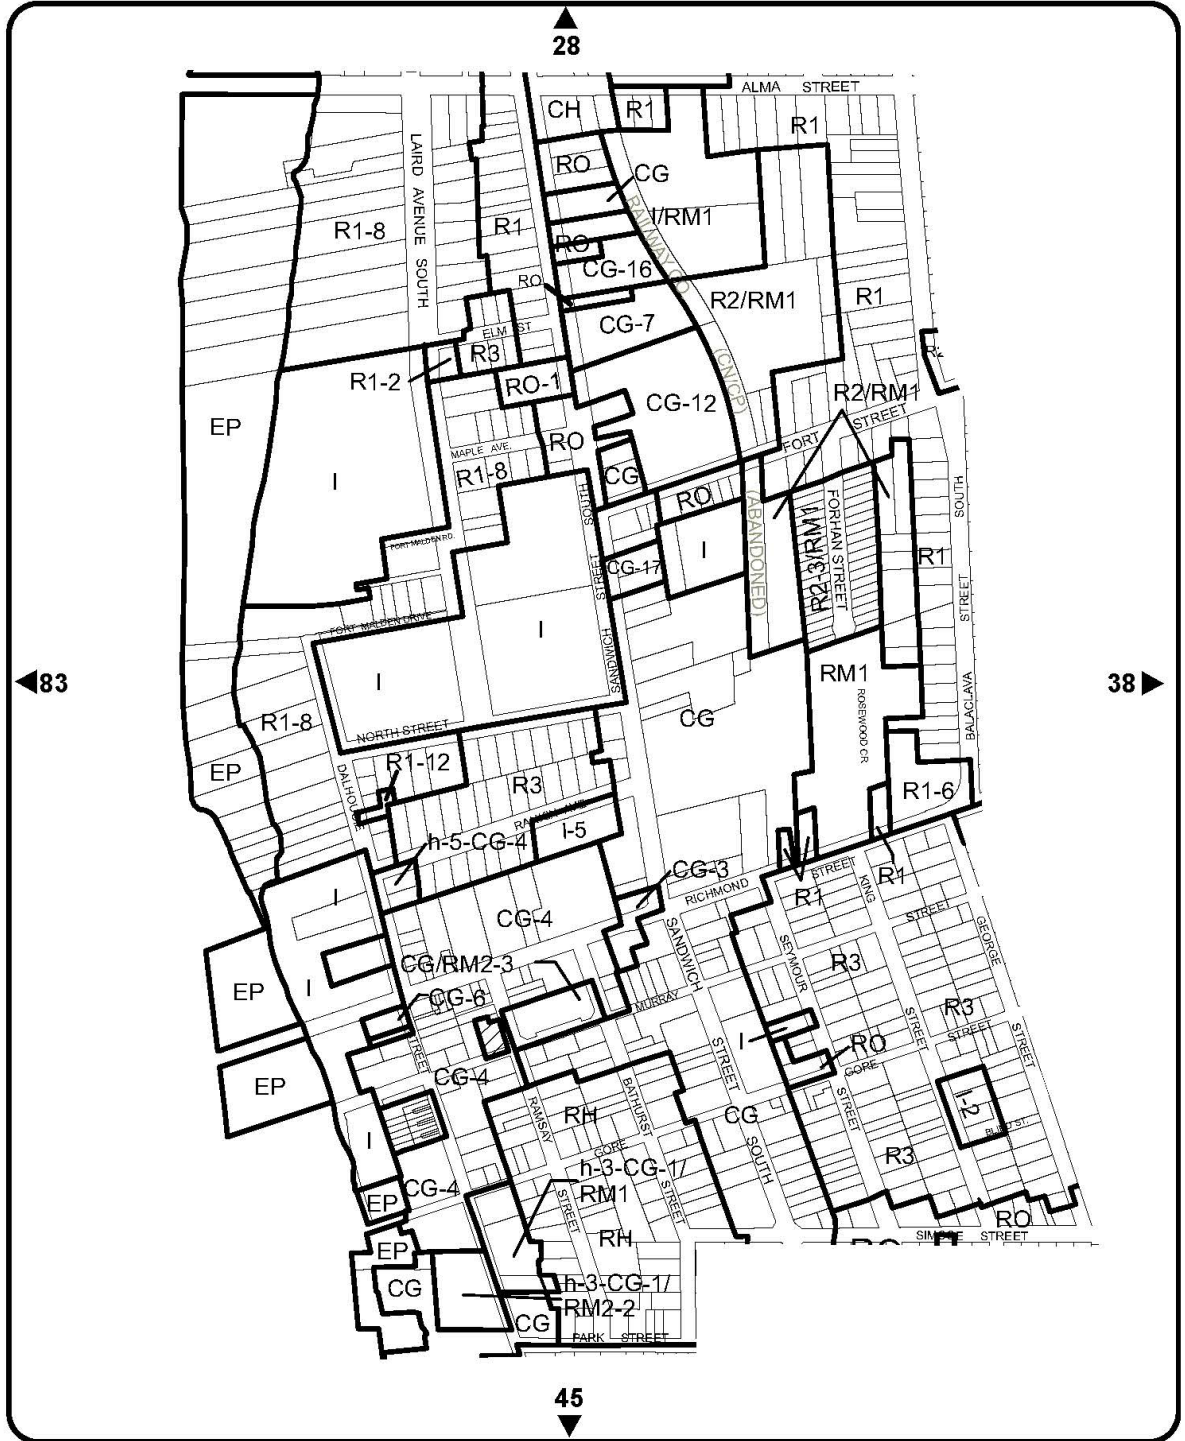 28
ALMA STREET
CH
R1
R1
LAIRD AVENUE SOUTH
RO
CG
R1-8
R1
RAILWAY CO.
I/RM1
RO
CG-16
RO
R2/RM1
R1
CG-7
ELM ST
R3
R1-2
RO-1
(CN/CP)
R2/RM1
CG-12
EP
FORT STREET
RO
MAPLE AVE.
R1-8
CG
I
RO
SOUTH
(ABANDONED)
FORHAN STREET
R2-3/RM1
SOUTH
FORT MALDEN RD.
I
R1
CG-17
STREET
STREET
FORT MALDEN DRIVE
I
SANDWICH
RM1
83
I
38
ROSEWOOD CR
BALACLAVA
R1-8
CG
NORTH STREET
EP
R1-12
DALHOUSIE
R3
R1-6
RANKIN AVE
I-5
h-5-CG-4
CG-3
STREET
R1
RICHMOND
R1
KING
I
CG-4
STREET
SANDWICH
SEYMOUR
GEORGE
CG/RM2-3
R3
EP
I
CG-6
MURRAY
R3
STREET
STREET
I
RO
STREET
STREET
STREET
GORE
EP
CG-4
I-2
RAMSAY
RH
BATHURST
CG
STREET
BLIND ST.
I
GORE
SOUTH
R3
h-3-CG-1/
RM1
CG-4
EP
STREET
STREET
RO
RH
SIMCOE STREET
RO
EP
CG
h-3-CG-1/
RM2-2
CG
PARK STREET
45